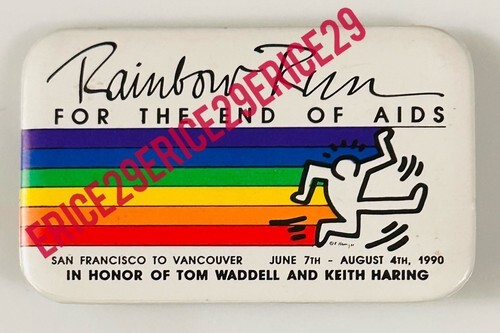 Rainbow Run
FOR THE END OF AIDS
ERICE29ERICE29ERICE29ERICE29
SAN FRANCISCO TO VANCOUVER JUNE 7TH - AUGUST 4TH, 1990
IN HONOR OF TOM WADDELL AND KEITH HARING